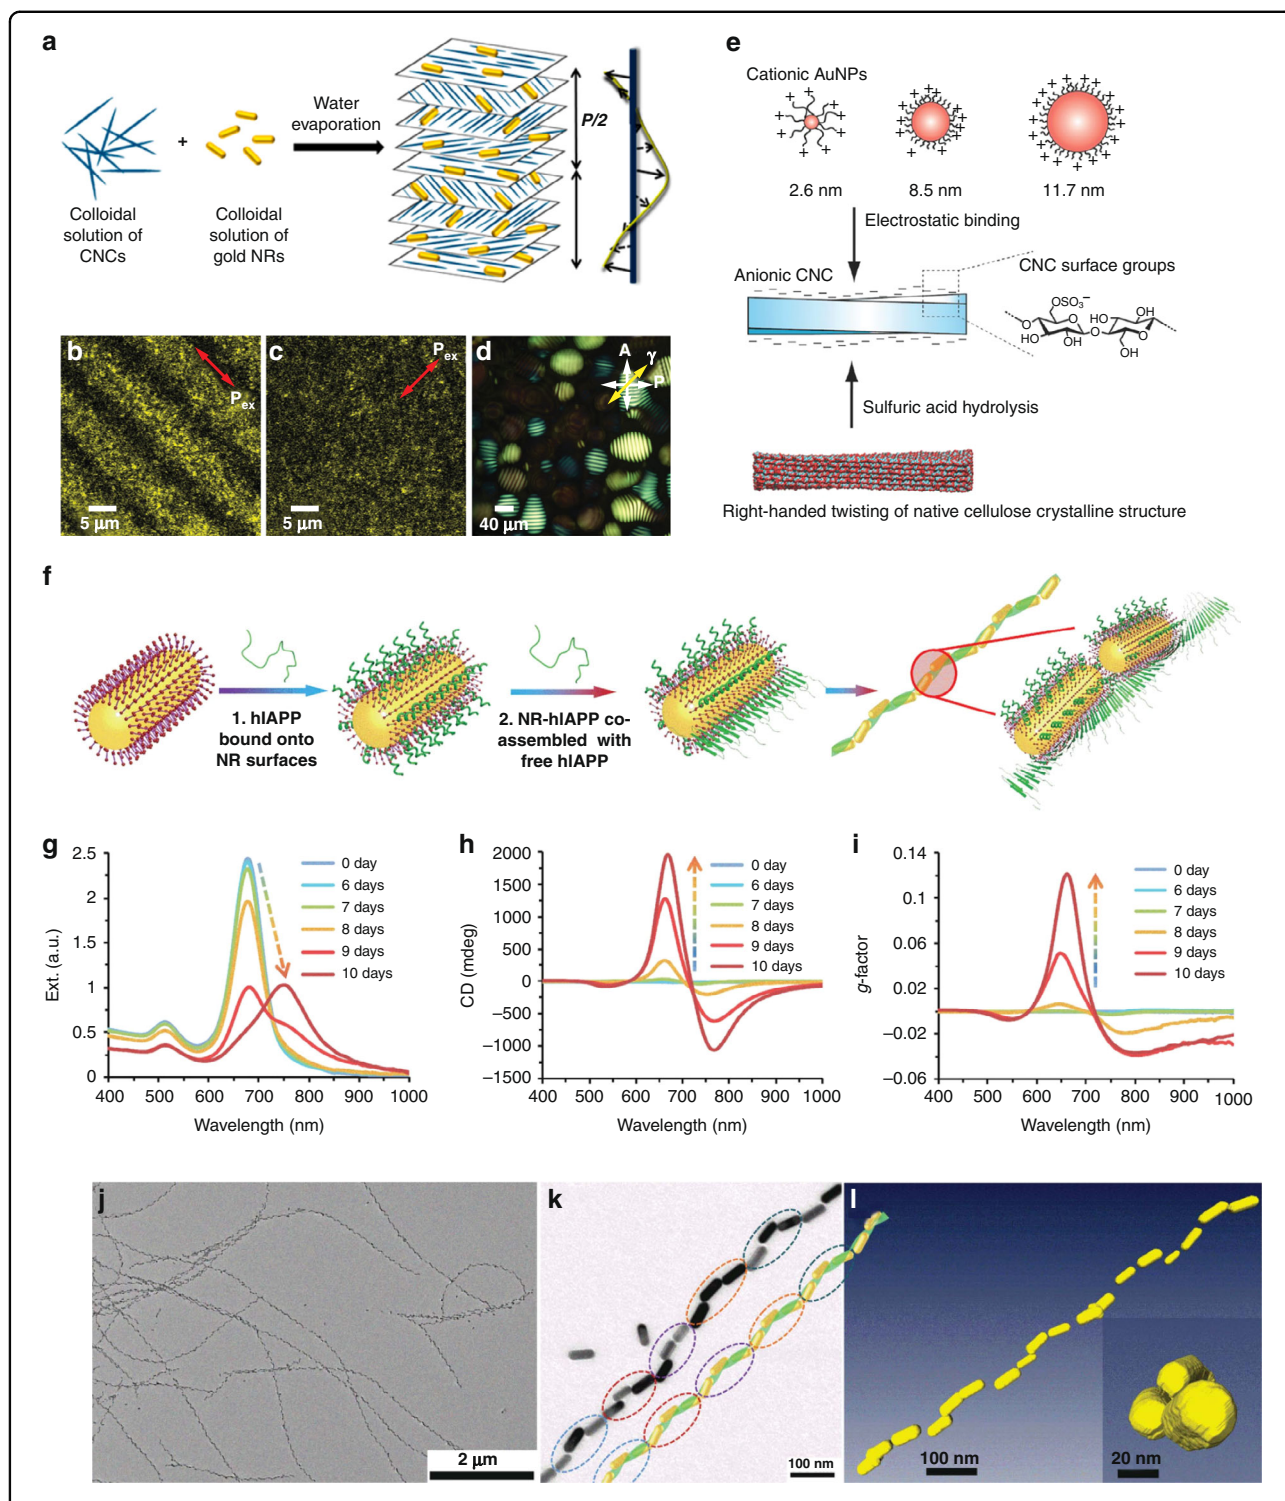 a
Water
evaporation
+
P/2
Colloidal
solution of
CNCs
Colloidal
solution of
gold NRs
b
Pex
5 μm
c
Pex
5 μm
d
A
γ
P
40 μm
e
Cationic AuNPs
2.6 nm
8.5 nm
11.7 nm
Electrostatic binding
Anionic CNC
CNC surface groups
OSO3−
OH
HO
O
HO
OH
O
HO
OH
O
OH
Sulfuric acid hydrolysis
Right-handed twisting of native cellulose crystalline structure
f
1. hIAPP
bound onto
NR surfaces
2. NR-hIAPP co-
assembled with
free hIAPP
g
Ext. (a.u.)
2.5
2
1.5
1
0.5
0
400 500 600 700 800 900 1000
Wavelength (nm)
0 day
6 days
7 days
8 days
9 days
10 days
h
CD (mdeg)
2000
1500
1000
500
0
−500
−1000
−1500
400 500 600 700 800 900 1000
Wavelength (nm)
0 day
6 days
7 days
8 days
9 days
10 days
i
g-factor
0.14
0.1
0.06
0.02
−0.02
−0.06
400 500 600 700 800 900 1000
Wavelength (nm)
0 day
6 days
7 days
8 days
9 days
10 days
j
2 μm
k
100 nm
l
100 nm
20 nm